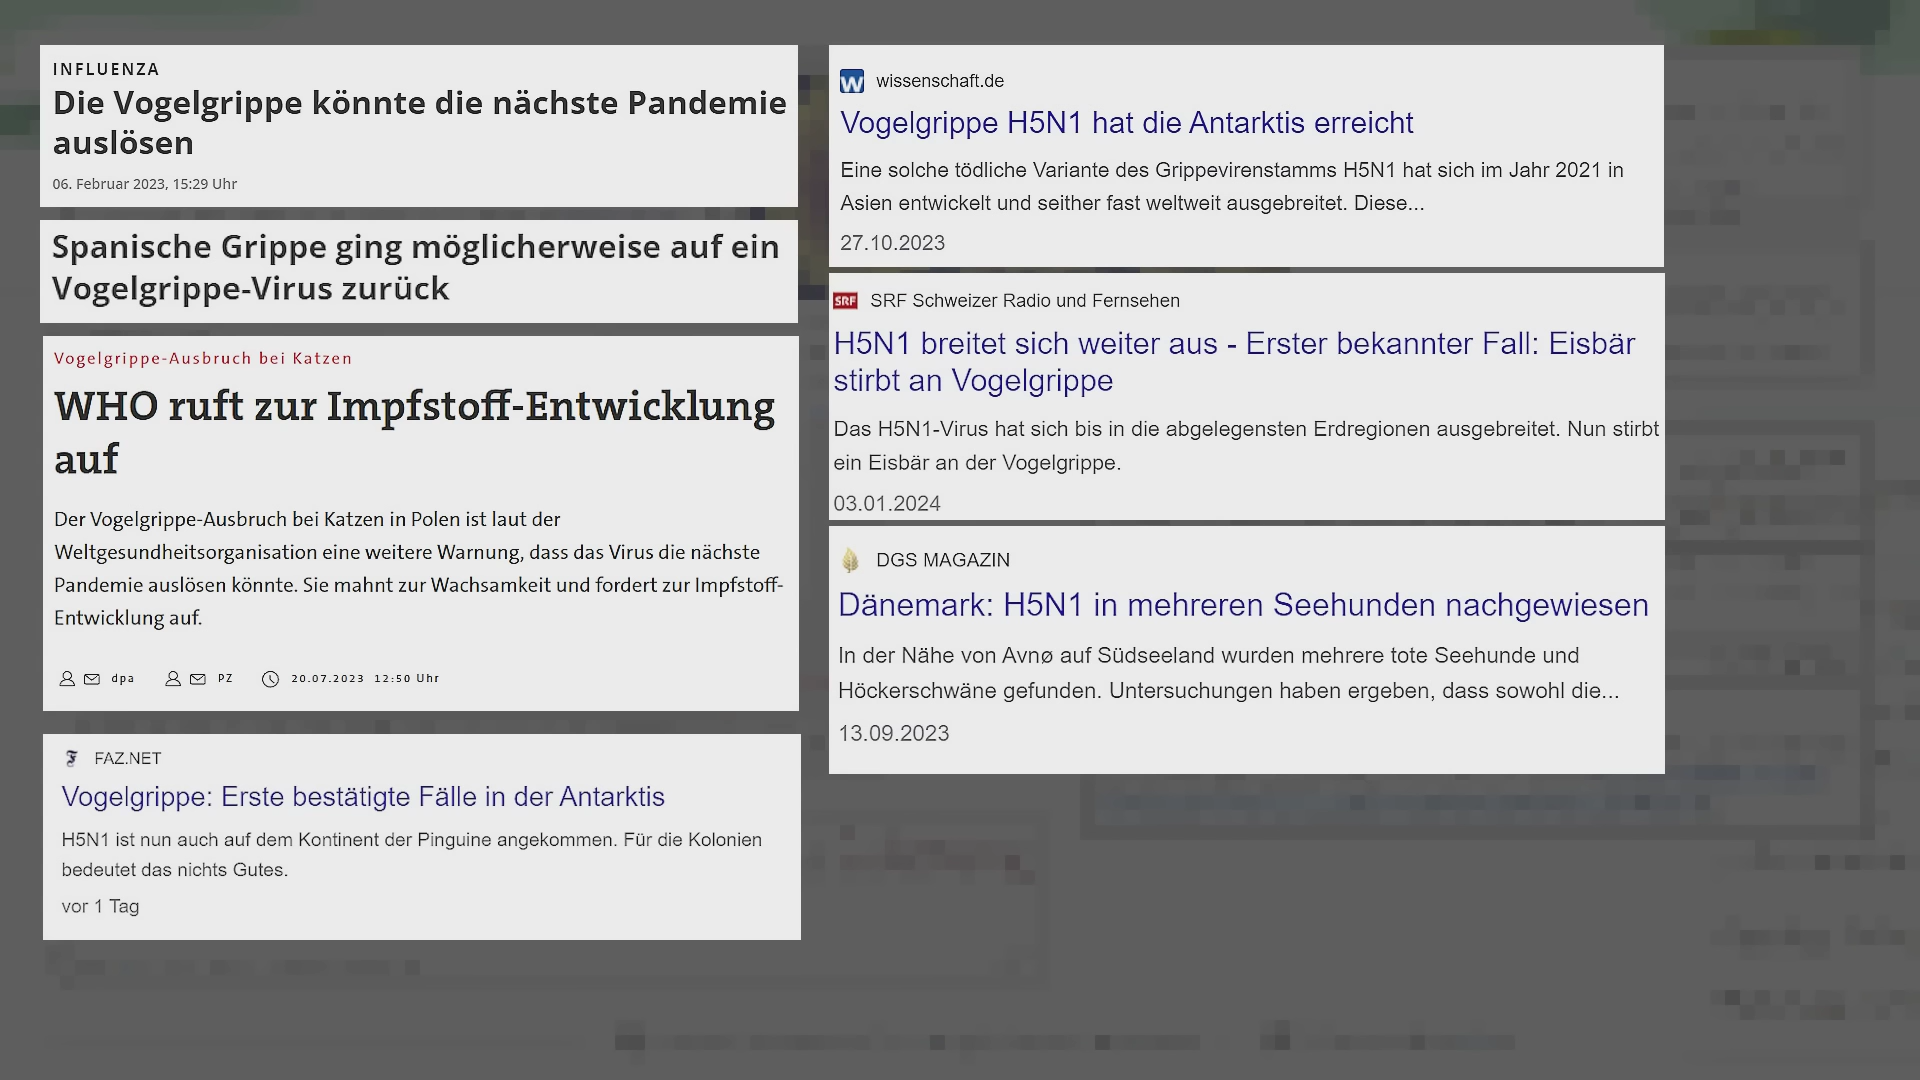 INFLUENZA
Die Vogelgrippe könnte die nächste Pandemie
auslösen
06. Februar 2023, 15:29 Uhr
Spanische Grippe ging möglicherweise auf ein
Vogelgrippe-Virus zurück
Vogelgrippe-Ausbruch bei Katzen
WHO ruft zur Impfstoff-Entwicklung
auf
Der Vogelgrippe-Ausbruch bei Katzen in Polen ist laut der
Weltgesundheitsorganisation eine weitere Warnung, dass das Virus die nächste
Pandemie auslösen könnte. Sie mahnt zur Wachsamkeit und fordert zur Impfstoff-
Entwicklung auf.
dpa PZ 20.07.2023 12:50 Uhr
FAZ.NET
Vogelgrippe: Erste bestätigte Fälle in der Antarktis
H5N1 ist nun auch auf dem Kontinent der Pinguine angekommen. Für die Kolonien
bedeutet das nichts Gutes.
vor 1 Tag
W wissenschaft.de
Vogelgrippe H5N1 hat die Antarktis erreicht
Eine solche tödliche Variante des Grippevirenstamms H5N1 hat sich im Jahr 2021 in
Asien entwickelt und seither fast weltweit ausgebreitet. Diese...
27.10.2023
SRF SRF Schweizer Radio und Fernsehen
H5N1 breitet sich weiter aus - Erster bekannter Fall: Eisbär
stirbt an Vogelgrippe
Das H5N1-Virus hat sich bis in die abgelegensten Erdregionen ausgebreitet. Nun stirbt
ein Eisbär an der Vogelgrippe.
03.01.2024
DGS MAGAZIN
Dänemark: H5N1 in mehreren Seehunden nachgewiesen
In der Nähe von Avnø auf Südseeland wurden mehrere tote Seehunde und
Höckerschwäne gefunden. Untersuchungen haben ergeben, dass sowohl die...
13.09.2023